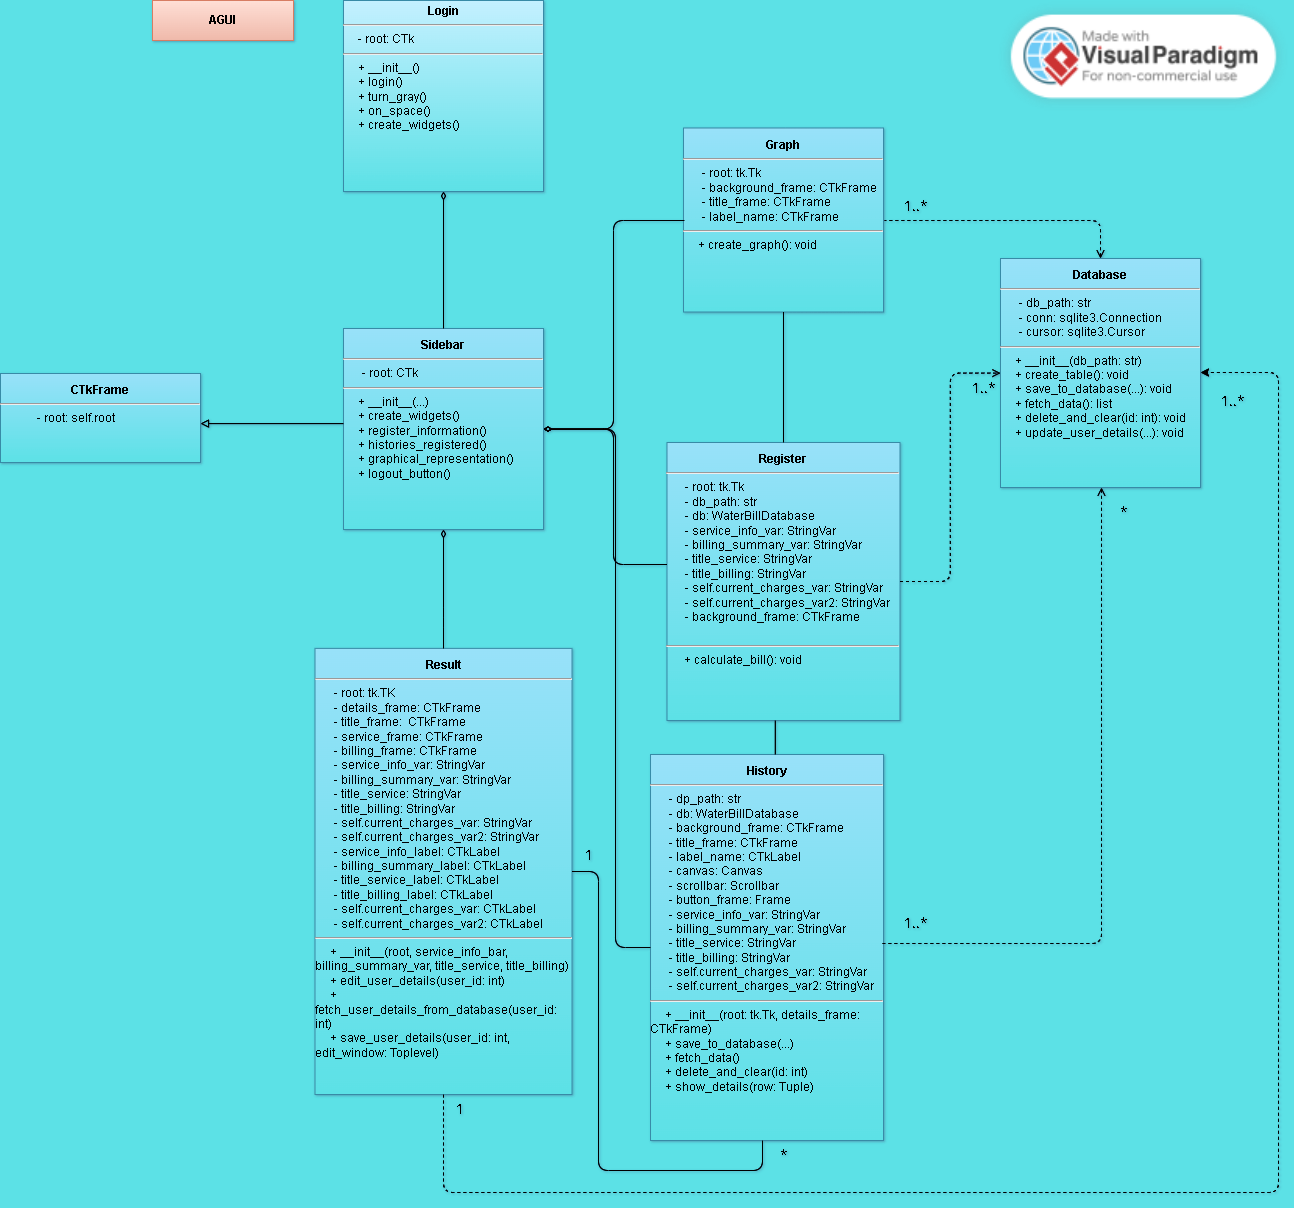 AGUI
Login
- root: CTk
+ __init__()
+ login()
+ turn_gray()
+ on_space()
+ create_widgets()
Made with
Visual Paradigm
For non-commercial use
Graph
- root: tk.Tk
- background_frame: CTkFrame
- title_frame: CTkFrame
- label_name: CTkFrame
+ create_graph(): void
1..*
Database
- db_path: str
- conn: sqlite3.Connection
- cursor: sqlite3.Cursor
+ __init__(db_path: str)
+ create_table(): void
+ save_to_database(...): void
+ fetch_data(): list
+ delete_and_clear(id: int): void
+ update_user_details(...): void
1..*
1..*
*
Sidebar
- root: CTk
+ __init__(...)
+ create_widgets()
+ register_information()
+ histories_registered()
+ graphical_representation()
+ logout_button()
CTkFrame
- root: self.root
Register
- root: tk.Tk
- db_path: str
- db: WaterBillDatabase
- service_info_var: StringVar
- billing_summary_var: StringVar
- title_service: StringVar
- title_billing: StringVar
- self.current_charges_var: StringVar
- self.current_charges_var2: StringVar
- background_frame: CTkFrame
+ calculate_bill(): void
Result
- root: tk.TK
- details_frame: CTkFrame
- title_frame:  CTkFrame
- service_frame: CTkFrame
- billing_frame: CTkFrame
- service_info_var: StringVar
- billing_summary_var: StringVar
- title_service: StringVar
- title_billing: StringVar
- self.current_charges_var: StringVar
- self.current_charges_var2: StringVar
- service_info_label: CTkLabel
- billing_summary_label: CTkLabel
- title_service_label: CTkLabel
- title_billing_label: CTkLabel
- self.current_charges_var: CTkLabel
- self.current_charges_var2: CTkLabel
+ __init__(root, service_info_bar,
billing_summary_var, title_service, title_billing)
+ edit_user_details(user_id: int)
+
fetch_user_details_from_database(user_id:
int)
+ save_user_details(user_id: int,
edit_window: Toplevel)
1
1
History
- dp_path: str
- db: WaterBillDatabase
- background_frame: CTkFrame
- title_frame: CTkFrame
- label_name: CTkLabel
- canvas: Canvas
- scrollbar: Scrollbar
- button_frame: Frame
- service_info_var: StringVar
- billing_summary_var: StringVar
- title_service: StringVar
- title_billing: StringVar
- self.current_charges_var: StringVar
- self.current_charges_var2: StringVar
+ __init__(root: tk.Tk, details_frame:
CTkFrame)
+ save_to_database(...)
+ fetch_data()
+ delete_and_clear(id: int)
+ show_details(row: Tuple)
1..*
*